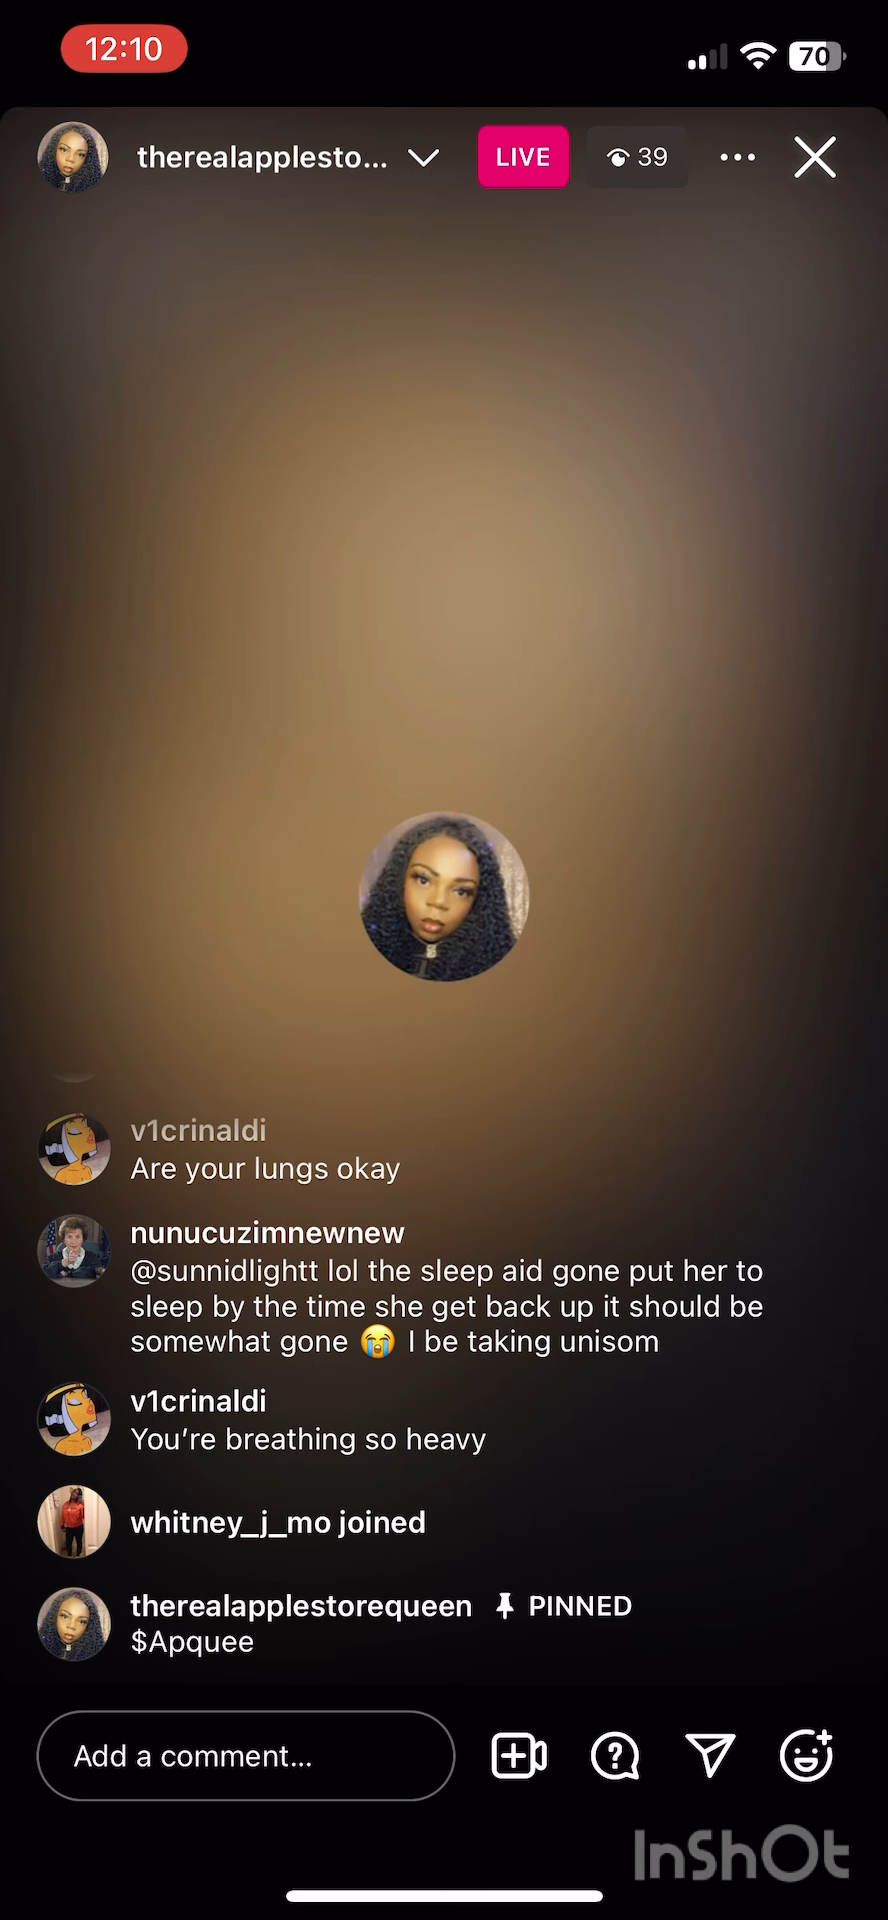 12:10
70
therealapplesto...
LIVE
39
v1crinaldi
Are your lungs okay
nunucuzimnewnew
@sunnidlightt lol the sleep aid gone put her to
sleep by the time she get back up it should be
somewhat gone 😭 I be taking unisom
v1crinaldi
You're breathing so heavy
whitney_j_mo joined
therealapplestorequeen PINNED
$Apquee
Add a comment...
InShOt